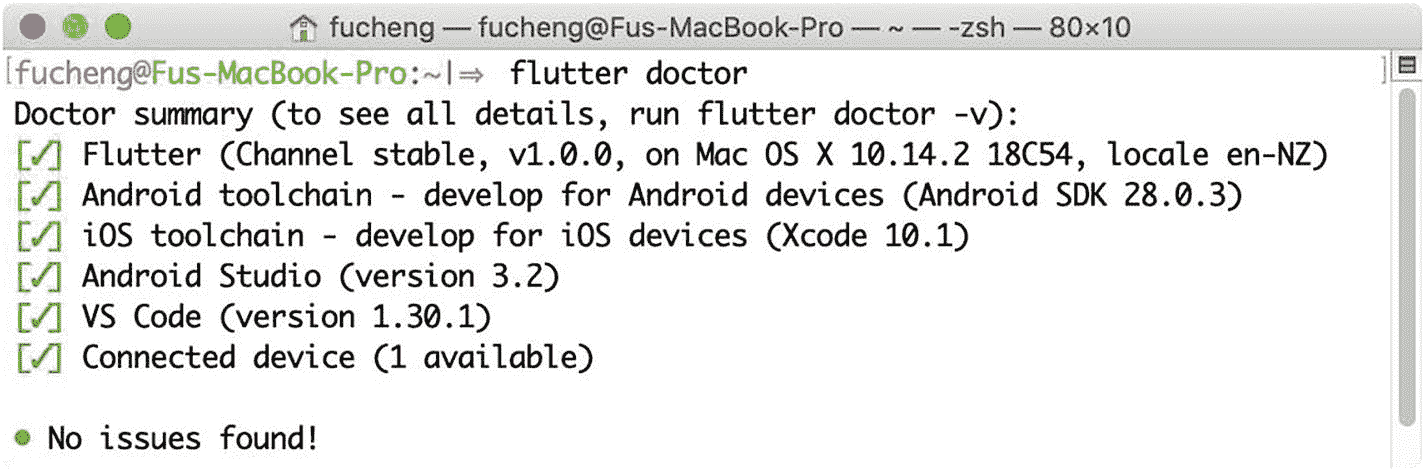 fucheng — fucheng@Fus-MacBook-Pro — ~ — -zsh — 80×10
[fucheng@Fus-MacBook-Pro:~|⇒ flutter doctor ]
Doctor summary (to see all details, run flutter doctor -v):
[✓] Flutter (Channel stable, v1.0.0, on Mac OS X 10.14.2 18C54, locale en-NZ)
[✓] Android toolchain - develop for Android devices (Android SDK 28.0.3)
[✓] iOS toolchain - develop for iOS devices (Xcode 10.1)
[✓] Android Studio (version 3.2)
[✓] VS Code (version 1.30.1)
[✓] Connected device (1 available)
• No issues found!